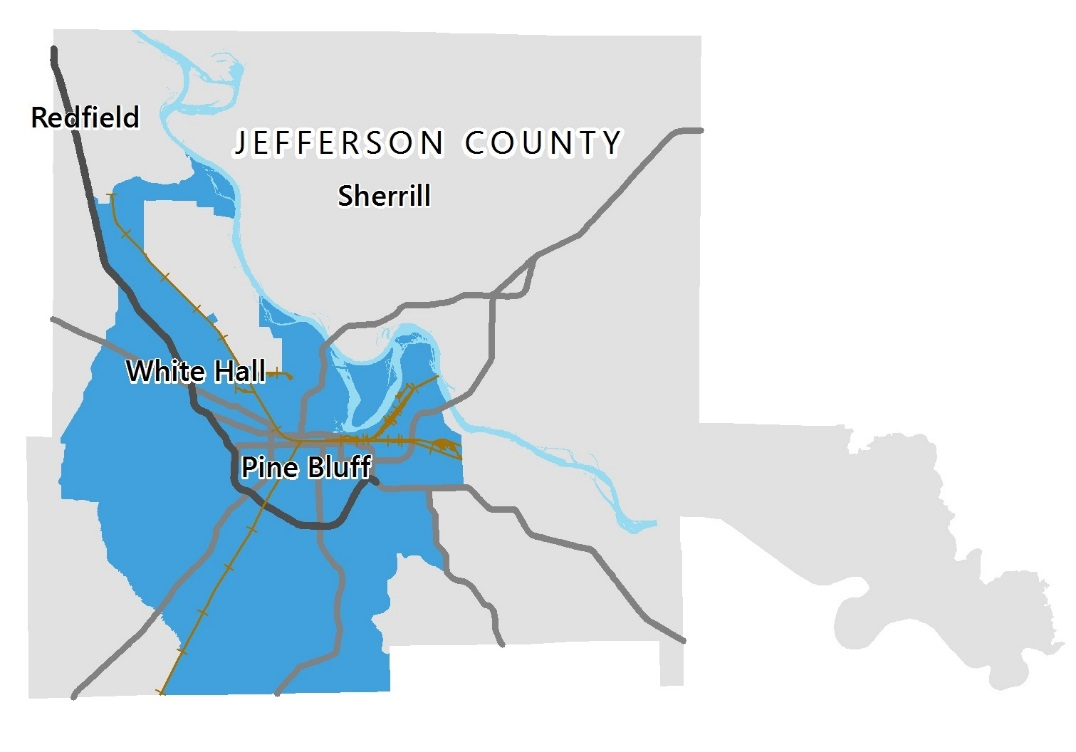 Redfield
JEFFERSON COUNTY
Sherrill
White Hall
Pine Bluff